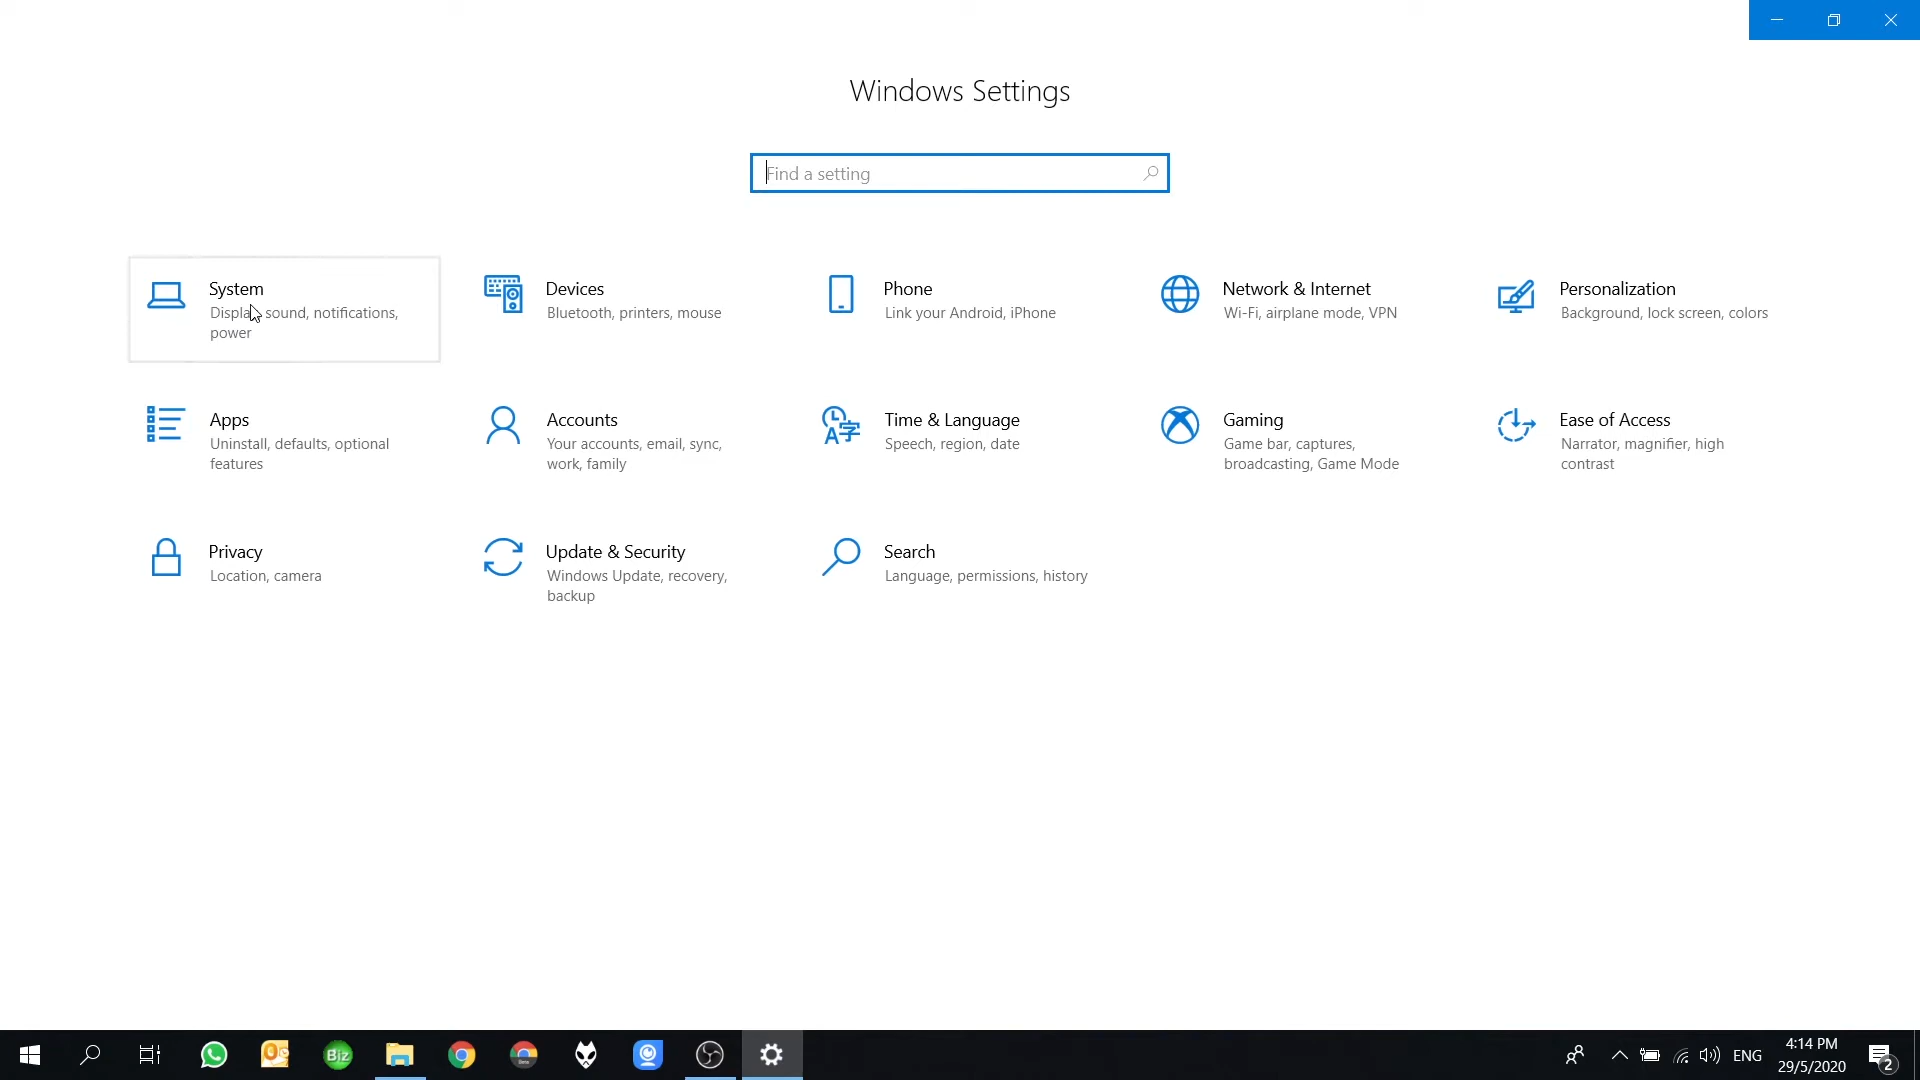 Windows Settings
Find a setting
System
Display, sound, notifications,
power
Devices
Bluetooth, printers, mouse
Phone
Link your Android, iPhone
Network & Internet
Wi-Fi, airplane mode, VPN
Personalization
Background, lock screen, colors
Apps
Uninstall, defaults, optional
features
Accounts
Your accounts, email, sync,
work, family
Time & Language
Speech, region, date
Gaming
Game bar, captures,
broadcasting, Game Mode
Ease of Access
Narrator, magnifier, high
contrast
Privacy
Location, camera
Update & Security
Windows Update, recovery,
backup
Search
Language, permissions, history
Biz
ENG
4:14 PM
29/5/2020
2